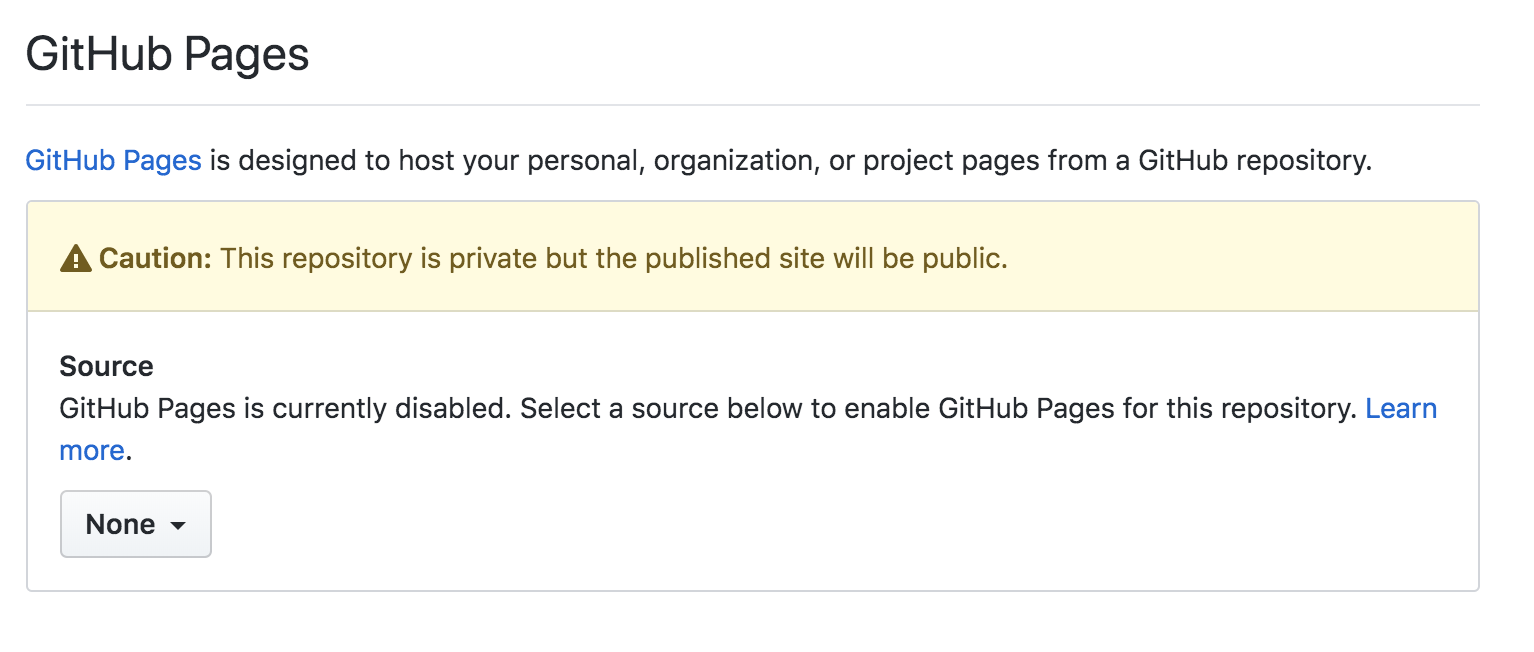 GitHub Pages
GitHub Pages is designed to host your personal, organization, or project pages from a GitHub repository.
Caution: This repository is private but the published site will be public.
Source
GitHub Pages is currently disabled. Select a source below to enable GitHub Pages for this repository. Learn
more.
None